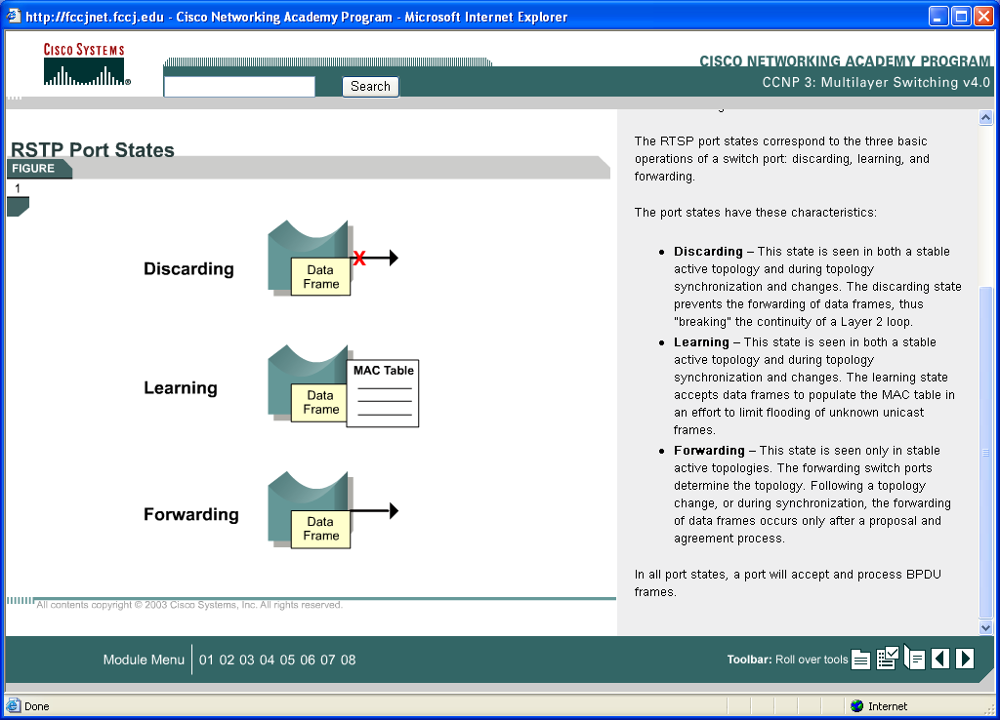 http://fccjnet.fccj.edu - Cisco Networking Academy Program - Microsoft Internet Explorer
CISCO SYSTEMS
®
Search
CISCO NETWORKING ACADEMY PROGRAM
CCNP 3: Multilayer Switching v4.0
RSTP Port States
FIGURE
1
Discarding
Data
Frame
X
Learning
Data
Frame
MAC Table
Forwarding
Data
Frame
All contents copyright © 2003 Cisco Systems, Inc. All rights reserved.
The RTSP port states correspond to the three basic
operations of a switch port: discarding, learning, and
forwarding.
The port states have these characteristics:
• Discarding – This state is seen in both a stable
active topology and during topology
synchronization and changes. The discarding state
prevents the forwarding of data frames, thus
"breaking" the continuity of a Layer 2 loop.
• Learning – This state is seen in both a stable
active topology and during topology
synchronization and changes. The learning state
accepts data frames to populate the MAC table in
an effort to limit flooding of unknown unicast
frames.
• Forwarding – This state is seen only in stable
active topologies. The forwarding switch ports
determine the topology. Following a topology
change, or during synchronization, the forwarding
of data frames occurs only after a proposal and
agreement process.
In all port states, a port will accept and process BPDU
frames.
Module Menu 01 02 03 04 05 06 07 08
Toolbar: Roll over tools
Done
Internet